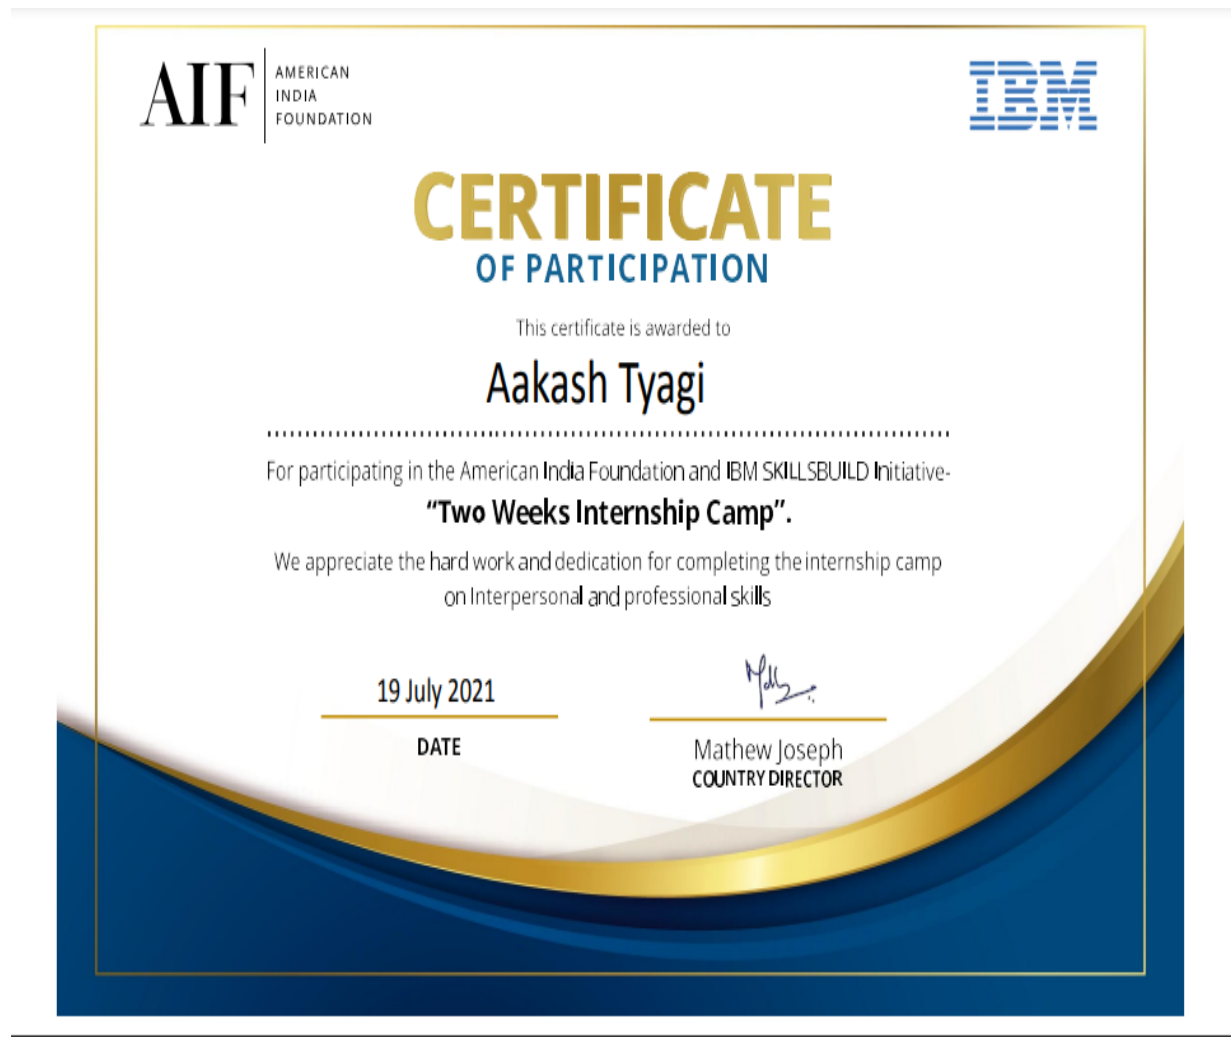 AIF
AMERICAN
INDIA
FOUNDATION
IBM
CERTIFICATE
OF PARTICIPATION
This certificate is awarded to
Aakash Tyagi
For participating in the American India Foundation and IBM SKILLSBUILD Initiative-
“Two Weeks Internship Camp”.
We appreciate the hard work and dedication for completing the internship camp
on Interpersonal and professional skills
19 July 2021
DATE
Mathew Joseph
COUNTRY DIRECTOR